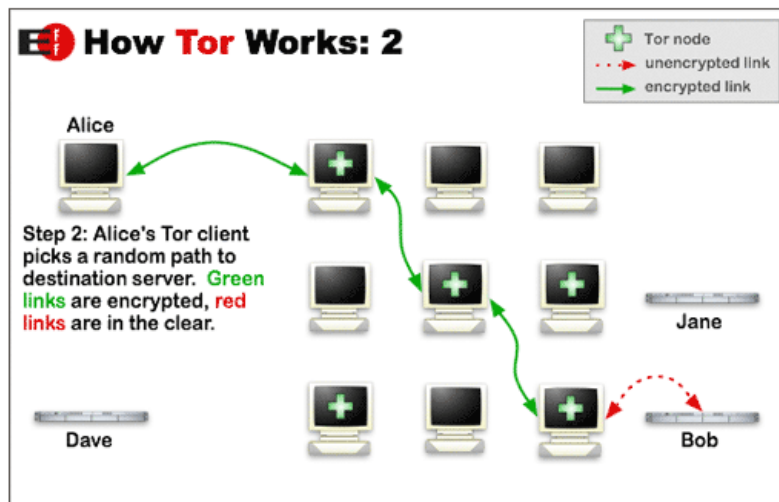 EFF How Tor Works: 2
Tor node
unencrypted link
encrypted link
Alice
Step 2: Alice's Tor client
picks a random path to
destination server. Green
links are encrypted, red
links are in the clear.
Jane
Dave
Bob